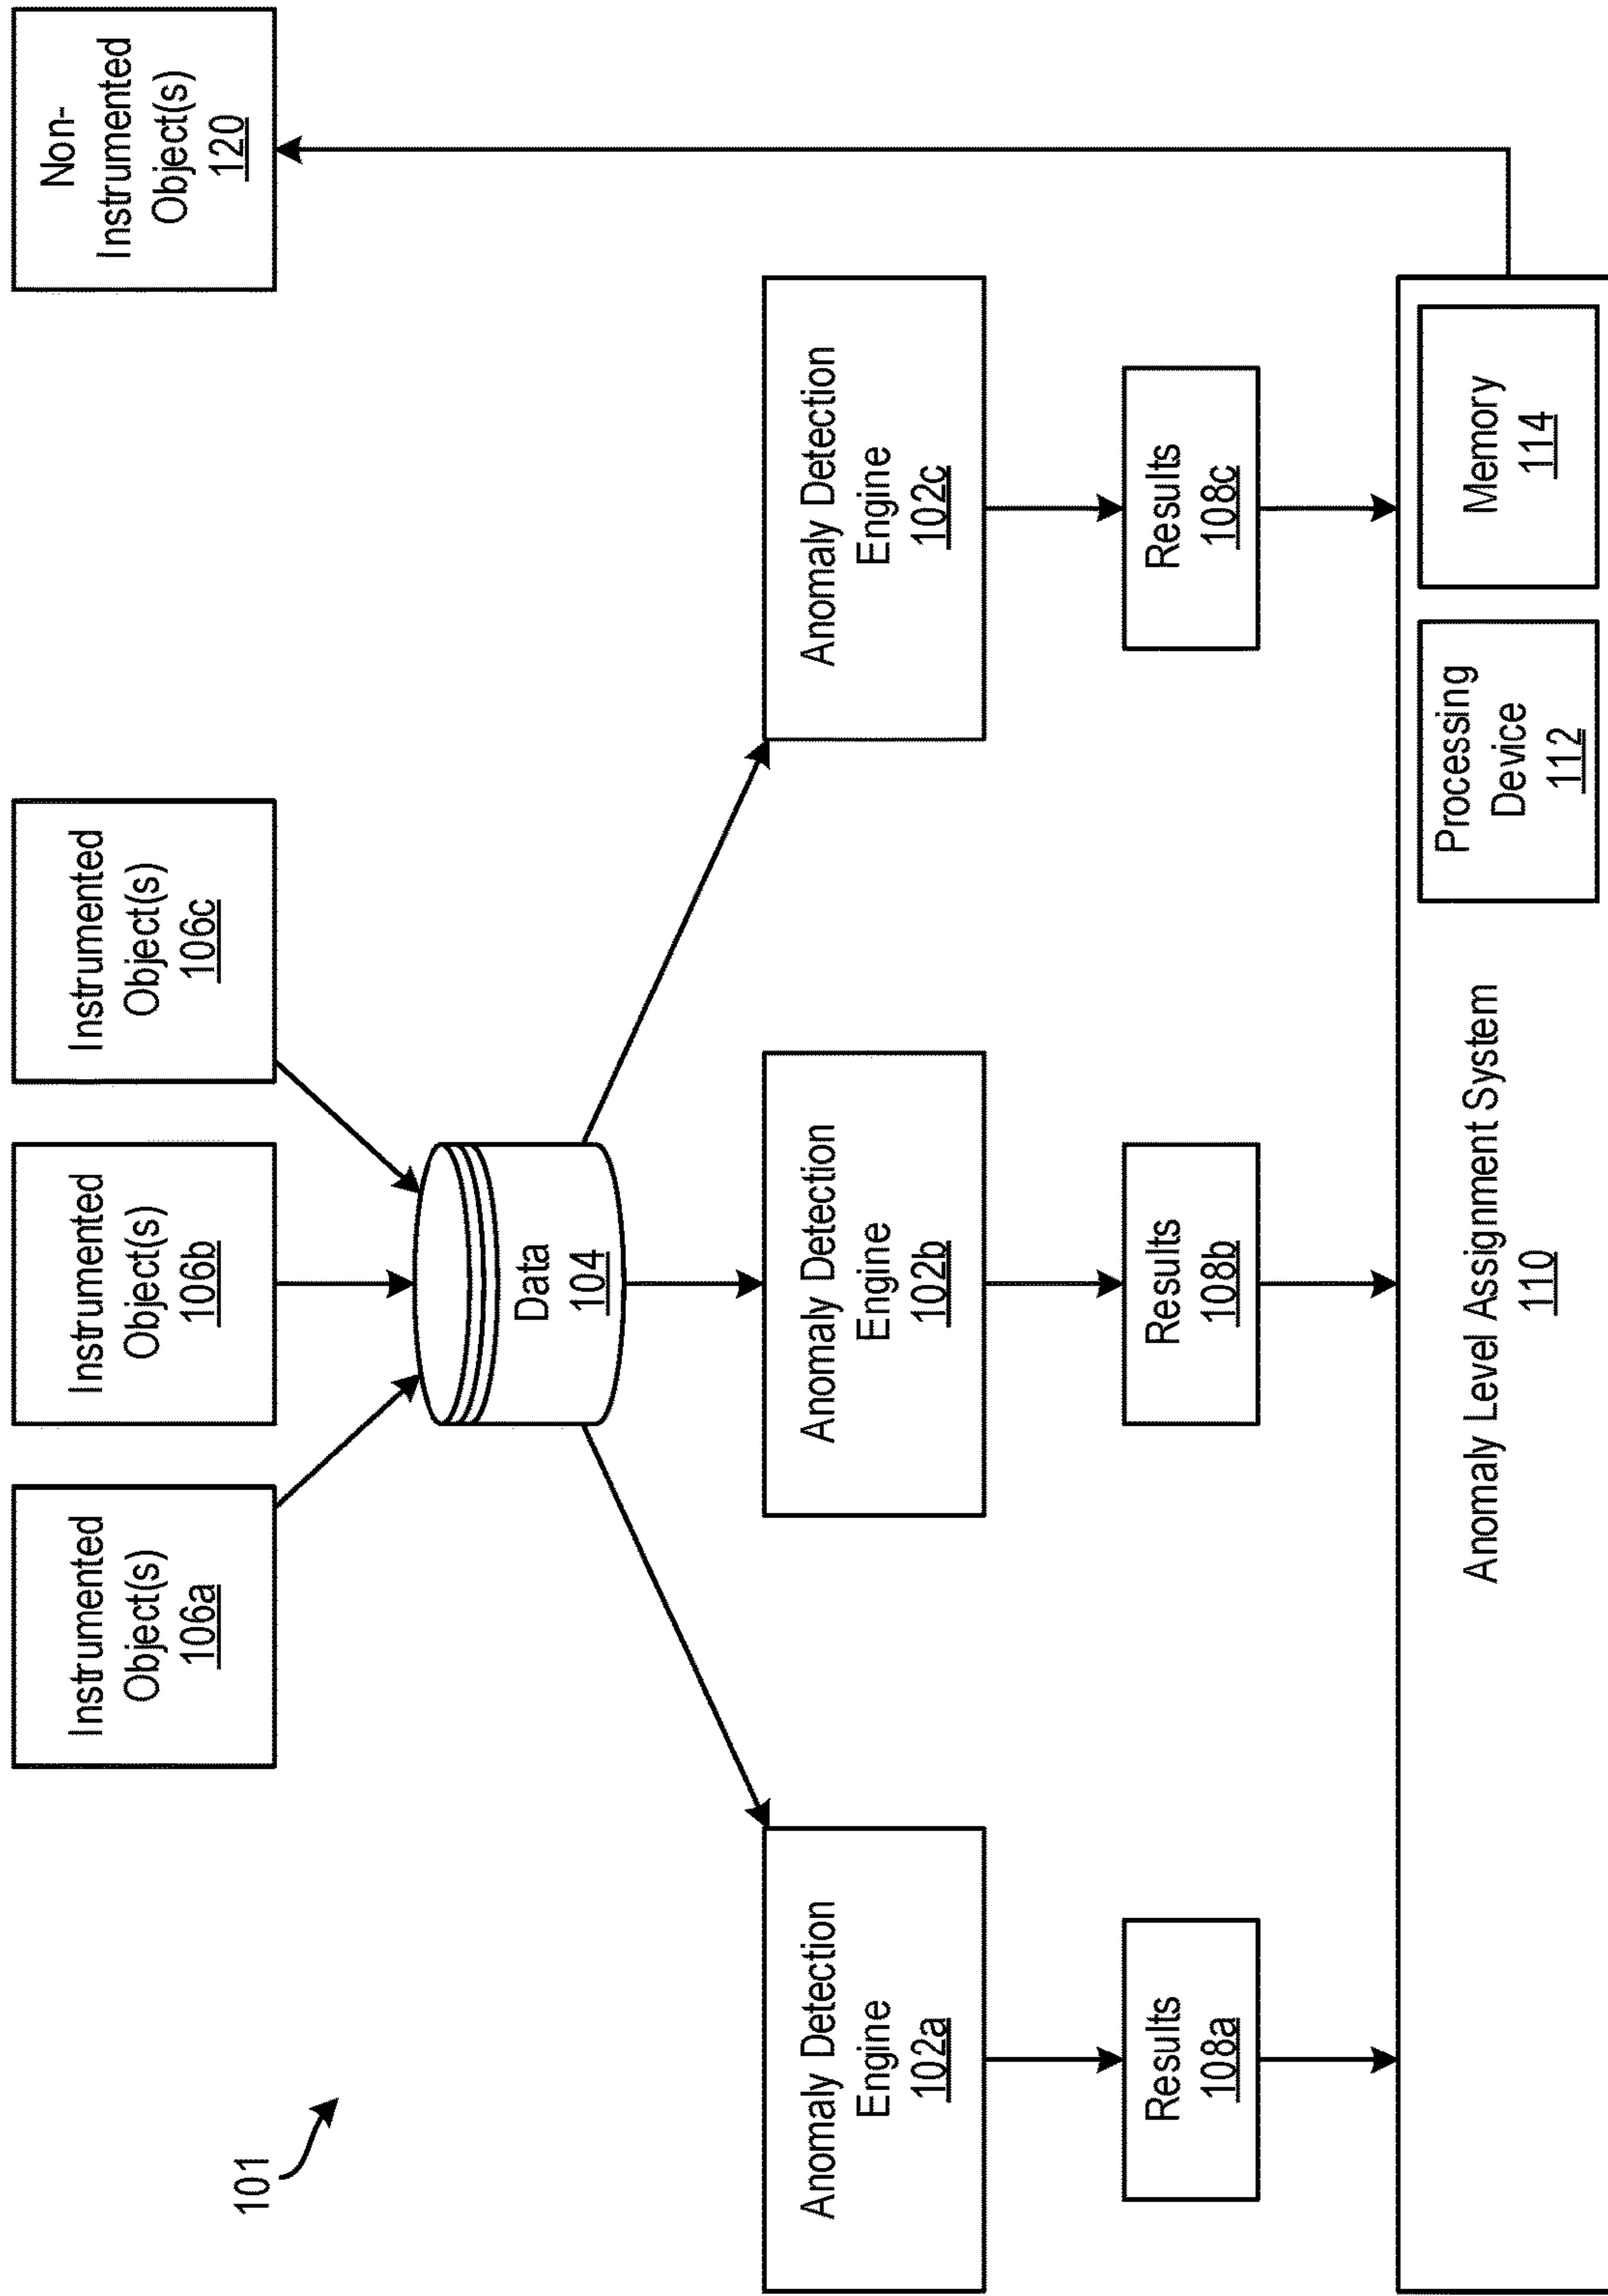 Instrumented
Object(s)
106a
Instrumented
Object(s)
106b
Instrumented
Object(s)
106c
Non-
Instrumented
Object(s)
120
101
Data
104
Anomaly Detection
Engine
102a
Anomaly Detection
Engine
102b
Anomaly Detection
Engine
102c
Results
108a
Results
108b
Results
108c
Anomaly Level Assignment System
110
Processing
Device
112
Memory
114